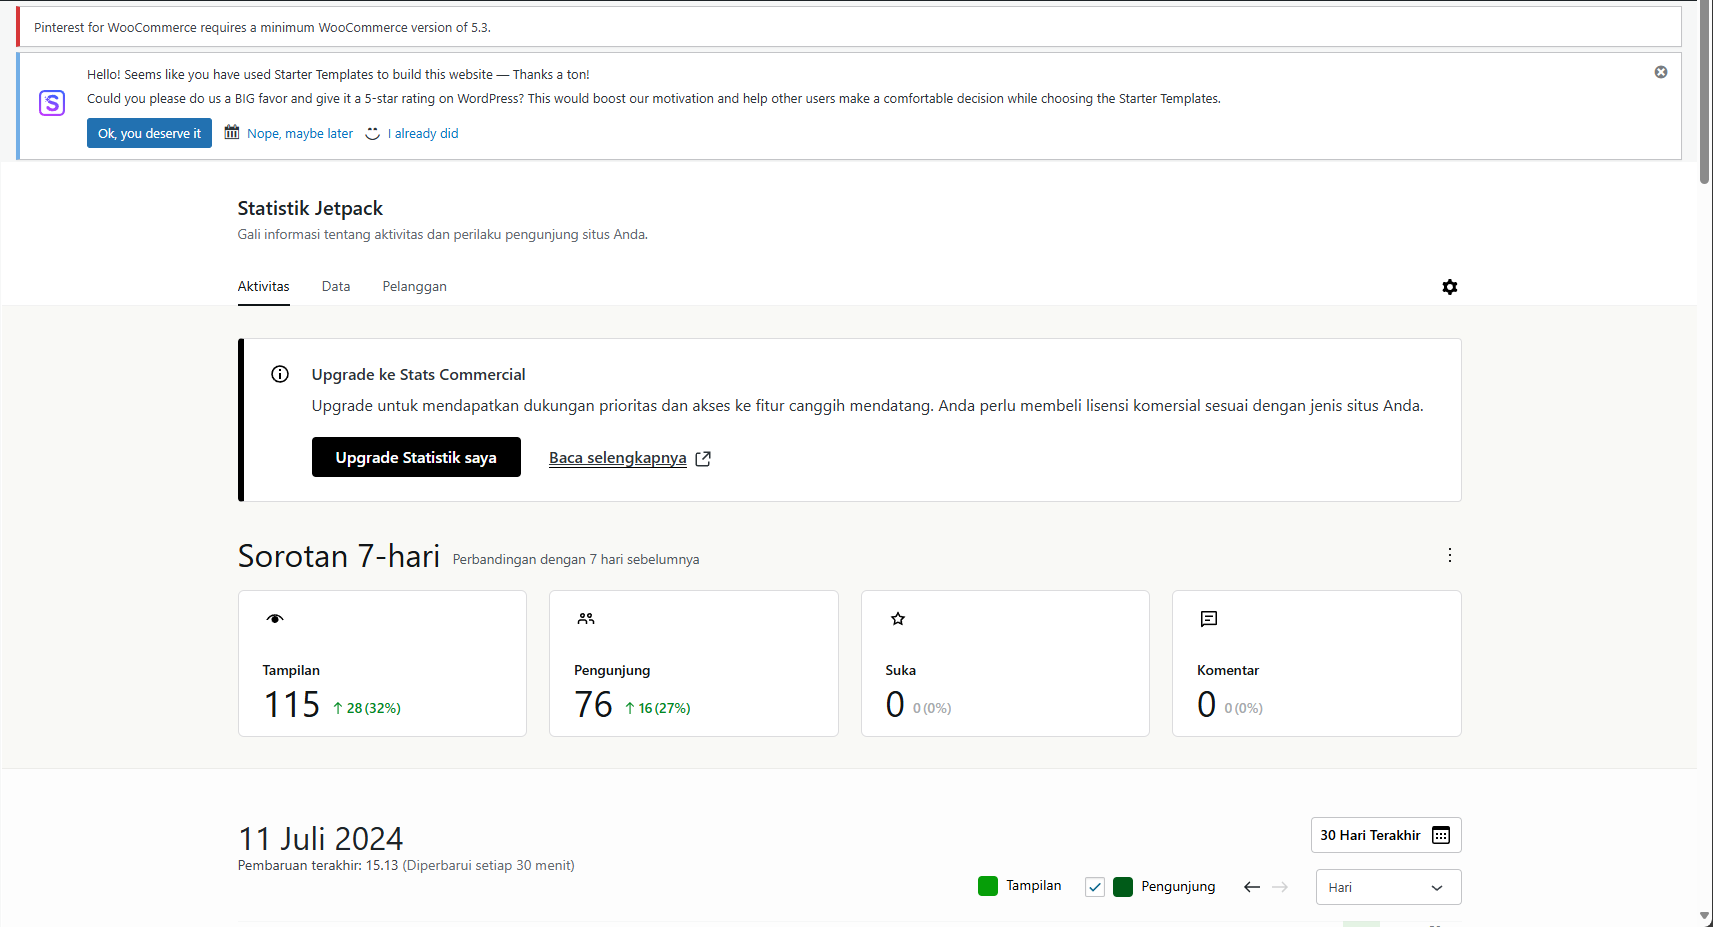 Pinterest for WooCommerce requires a minimum WooCommerce version of 5.3.
Hello! Seems like you have used Starter Templates to build this website — Thanks a ton!
Could you please do us a BIG favor and give it a 5-star rating on WordPress? This would boost our motivation and help other users make a comfortable decision while choosing the Starter Templates.
Ok, you deserve it Nope, maybe later I already did
Statistik Jetpack
Gali informasi tentang aktivitas dan perilaku pengunjung situs Anda.
Aktivitas Data Pelanggan
Upgrade ke Stats Commercial
Upgrade untuk mendapatkan dukungan prioritas dan akses ke fitur canggih mendatang. Anda perlu membeli lisensi komersial sesuai dengan jenis situs Anda.
Upgrade Statistik saya Baca selengkapnya
Sorotan 7-hari Perbandingan dengan 7 hari sebelumnya
Tampilan
115 ↑ 28 (32%)
Pengunjung
76 ↑ 16 (27%)
Suka
0 0 (0%)
Komentar
0 0 (0%)
11 Juli 2024
30 Hari Terakhir
Pembaruan terakhir: 15.13 (Diperbarui setiap 30 menit)
Tampilan Pengunjung ← → Hari